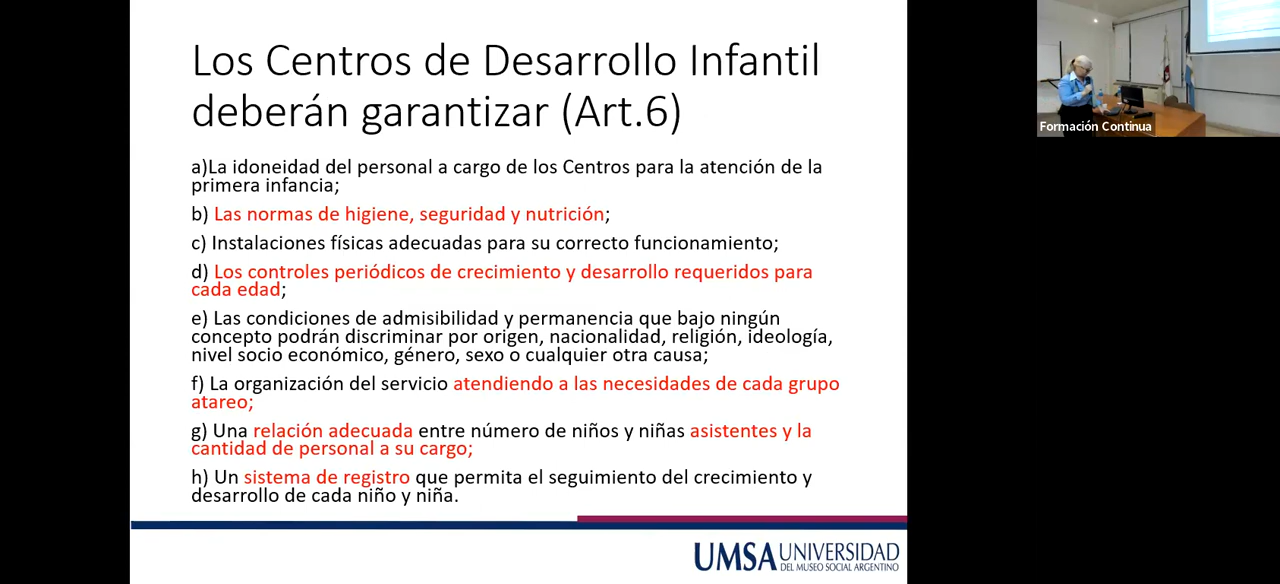 Los Centros de Desarrollo Infantil
deberán garantizar (Art.6)
a)La idoneidad del personal a cargo de los Centros para la atención de la
primera infancia;
b) Las normas de higiene, seguridad y nutrición;
c) Instalaciones físicas adecuadas para su correcto funcionamiento;
d) Los controles periódicos de crecimiento y desarrollo requeridos para
cada edad;
e) Las condiciones de admisibilidad y permanencia que bajo ningún
concepto podrán discriminar por origen, nacionalidad, religión, ideología,
nivel socio económico, género, sexo o cualquier otra causa;
f) La organización del servicio atendiendo a las necesidades de cada grupo
atareo;
g) Una relación adecuada entre número de niños y niñas asistentes y la
cantidad de personal a su cargo;
h) Un sistema de registro que permita el seguimiento del crecimiento y
desarrollo de cada niño y niña.
UMSA UNIVERSIDAD
DEL MUSEO SOCIAL ARGENTINO
Formación Continua